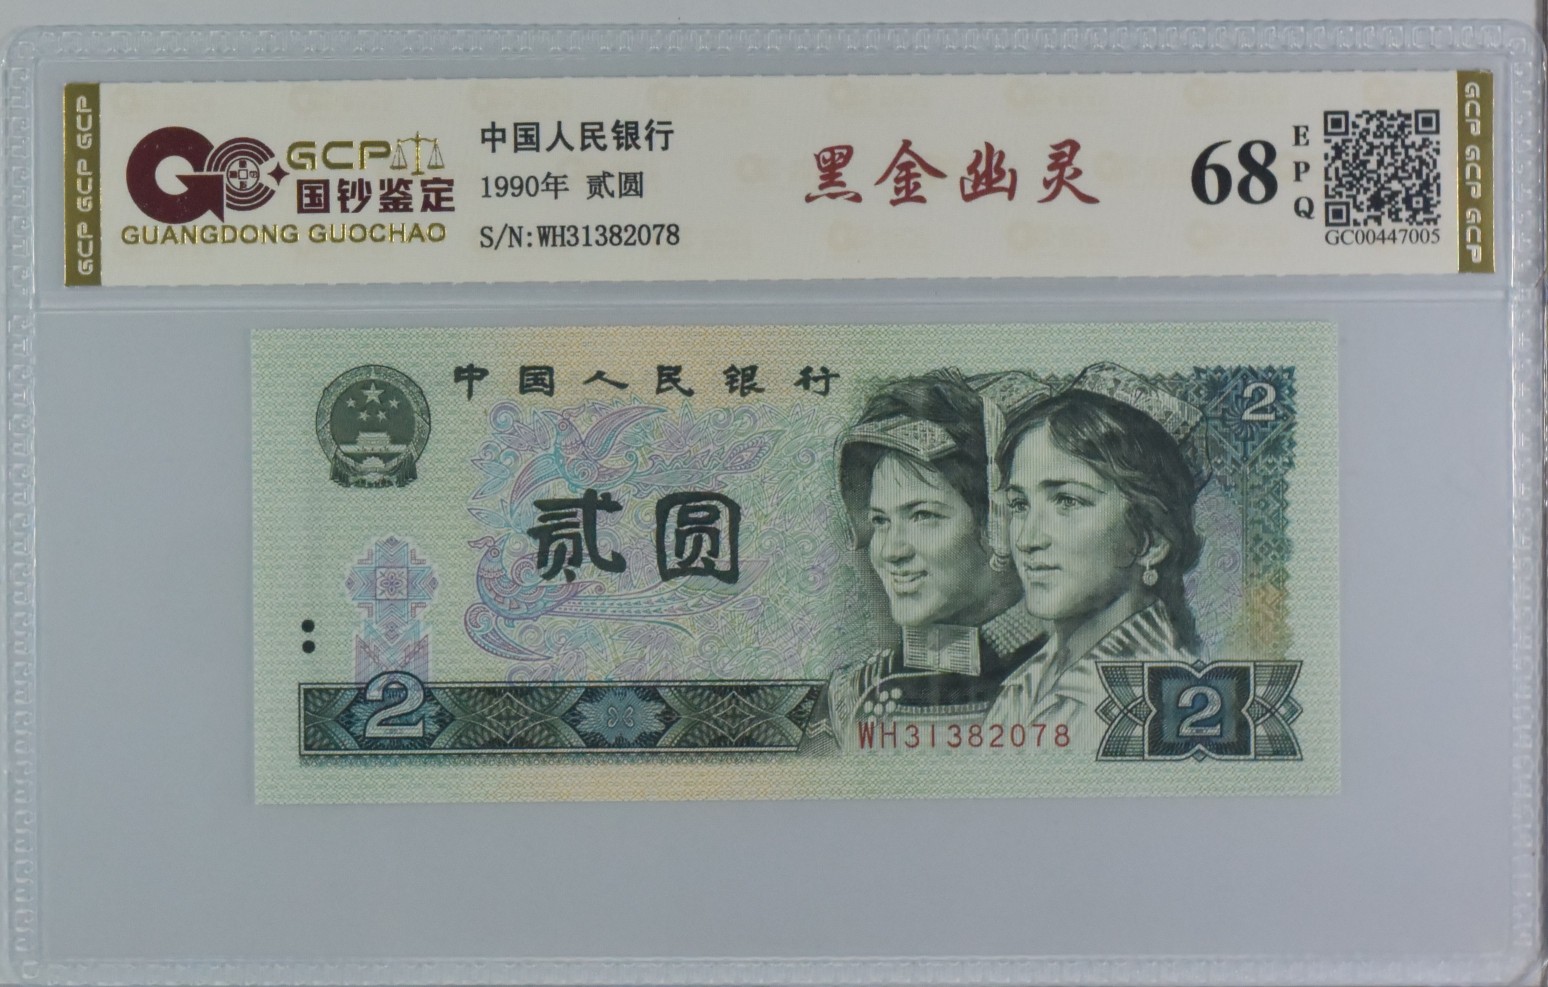 GCP GCP GCP
GCP
国钞鉴定
GUANGDONG GUOCHAO
中国人民银行
1990年 贰圆
S/N:WH31382078
黑金幽灵
68
EPQ
GC00447005
GCP GCP GCP
中国人民银行
2
贰圆
2
WH31382078
2